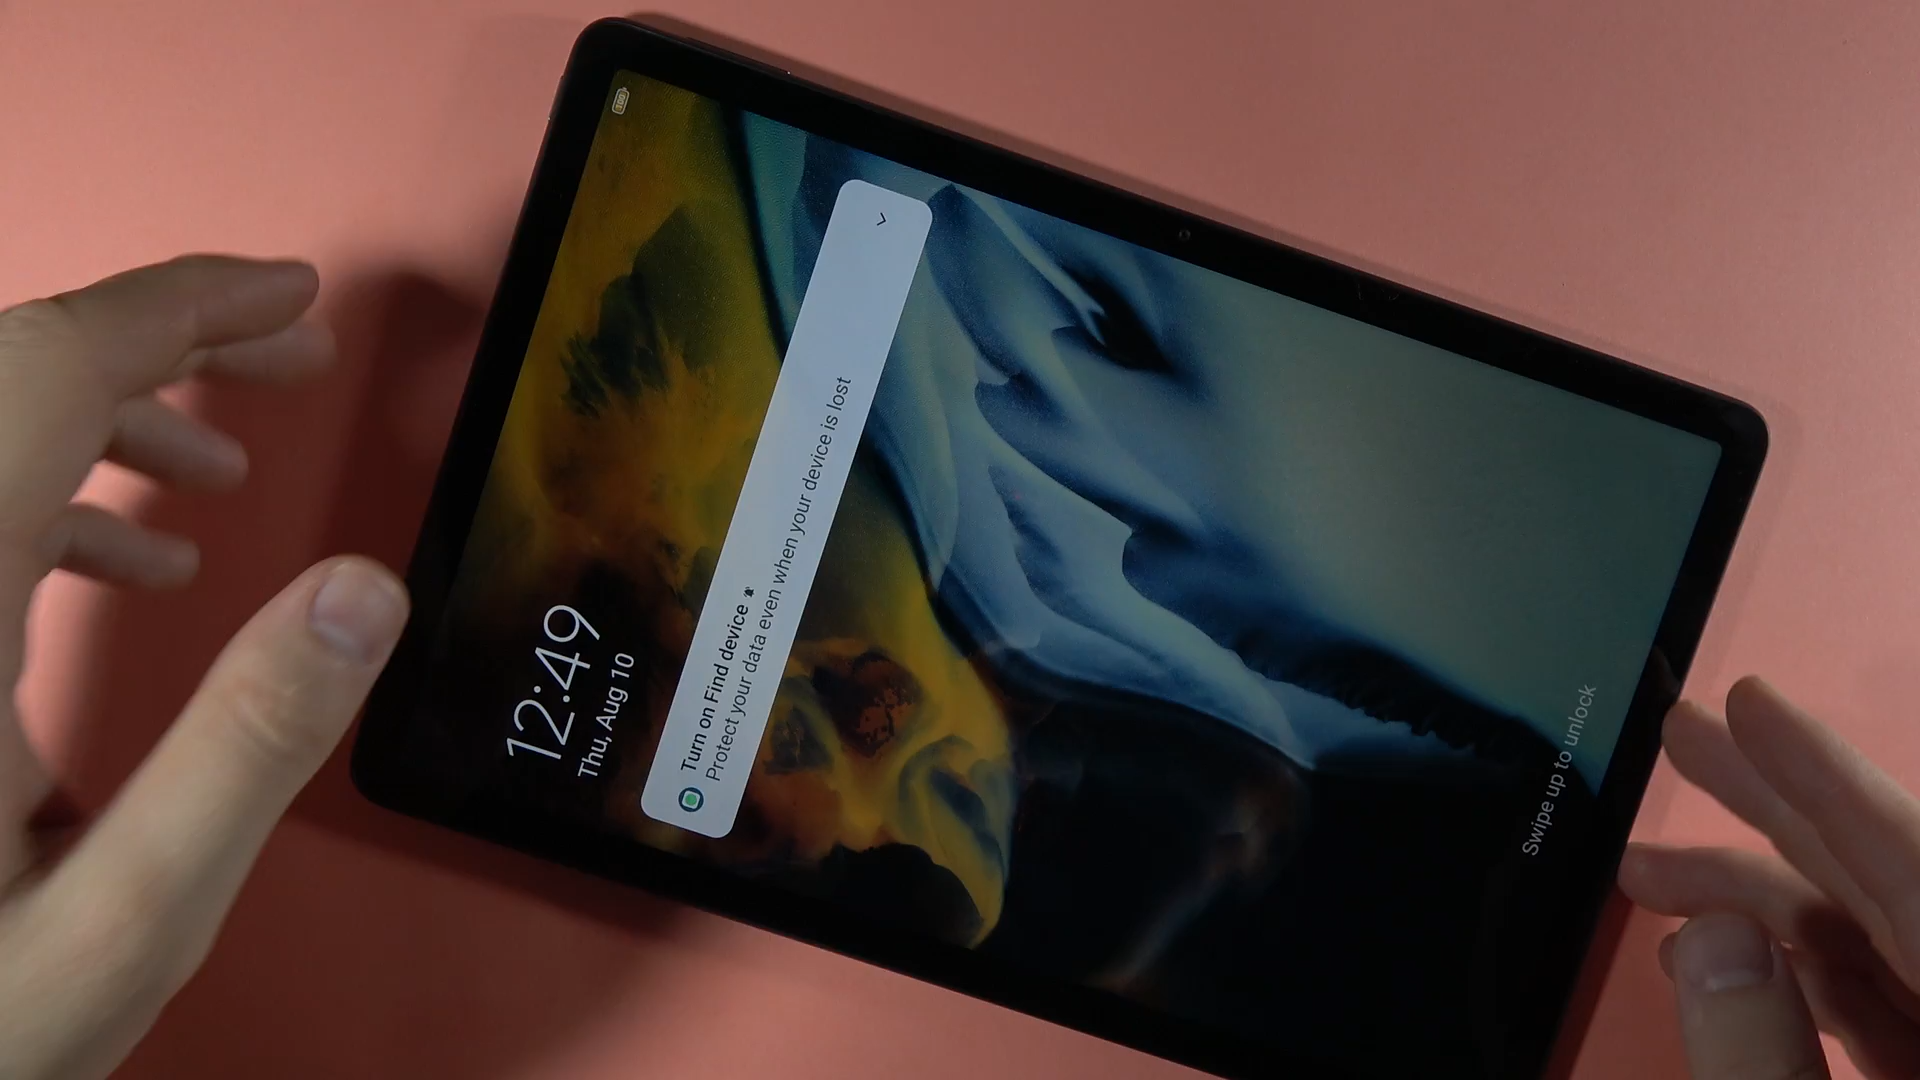 100
12:49
Thu, Aug 10
Turn on Find device
Protect your data even when your device is lost
Swipe up to unlock